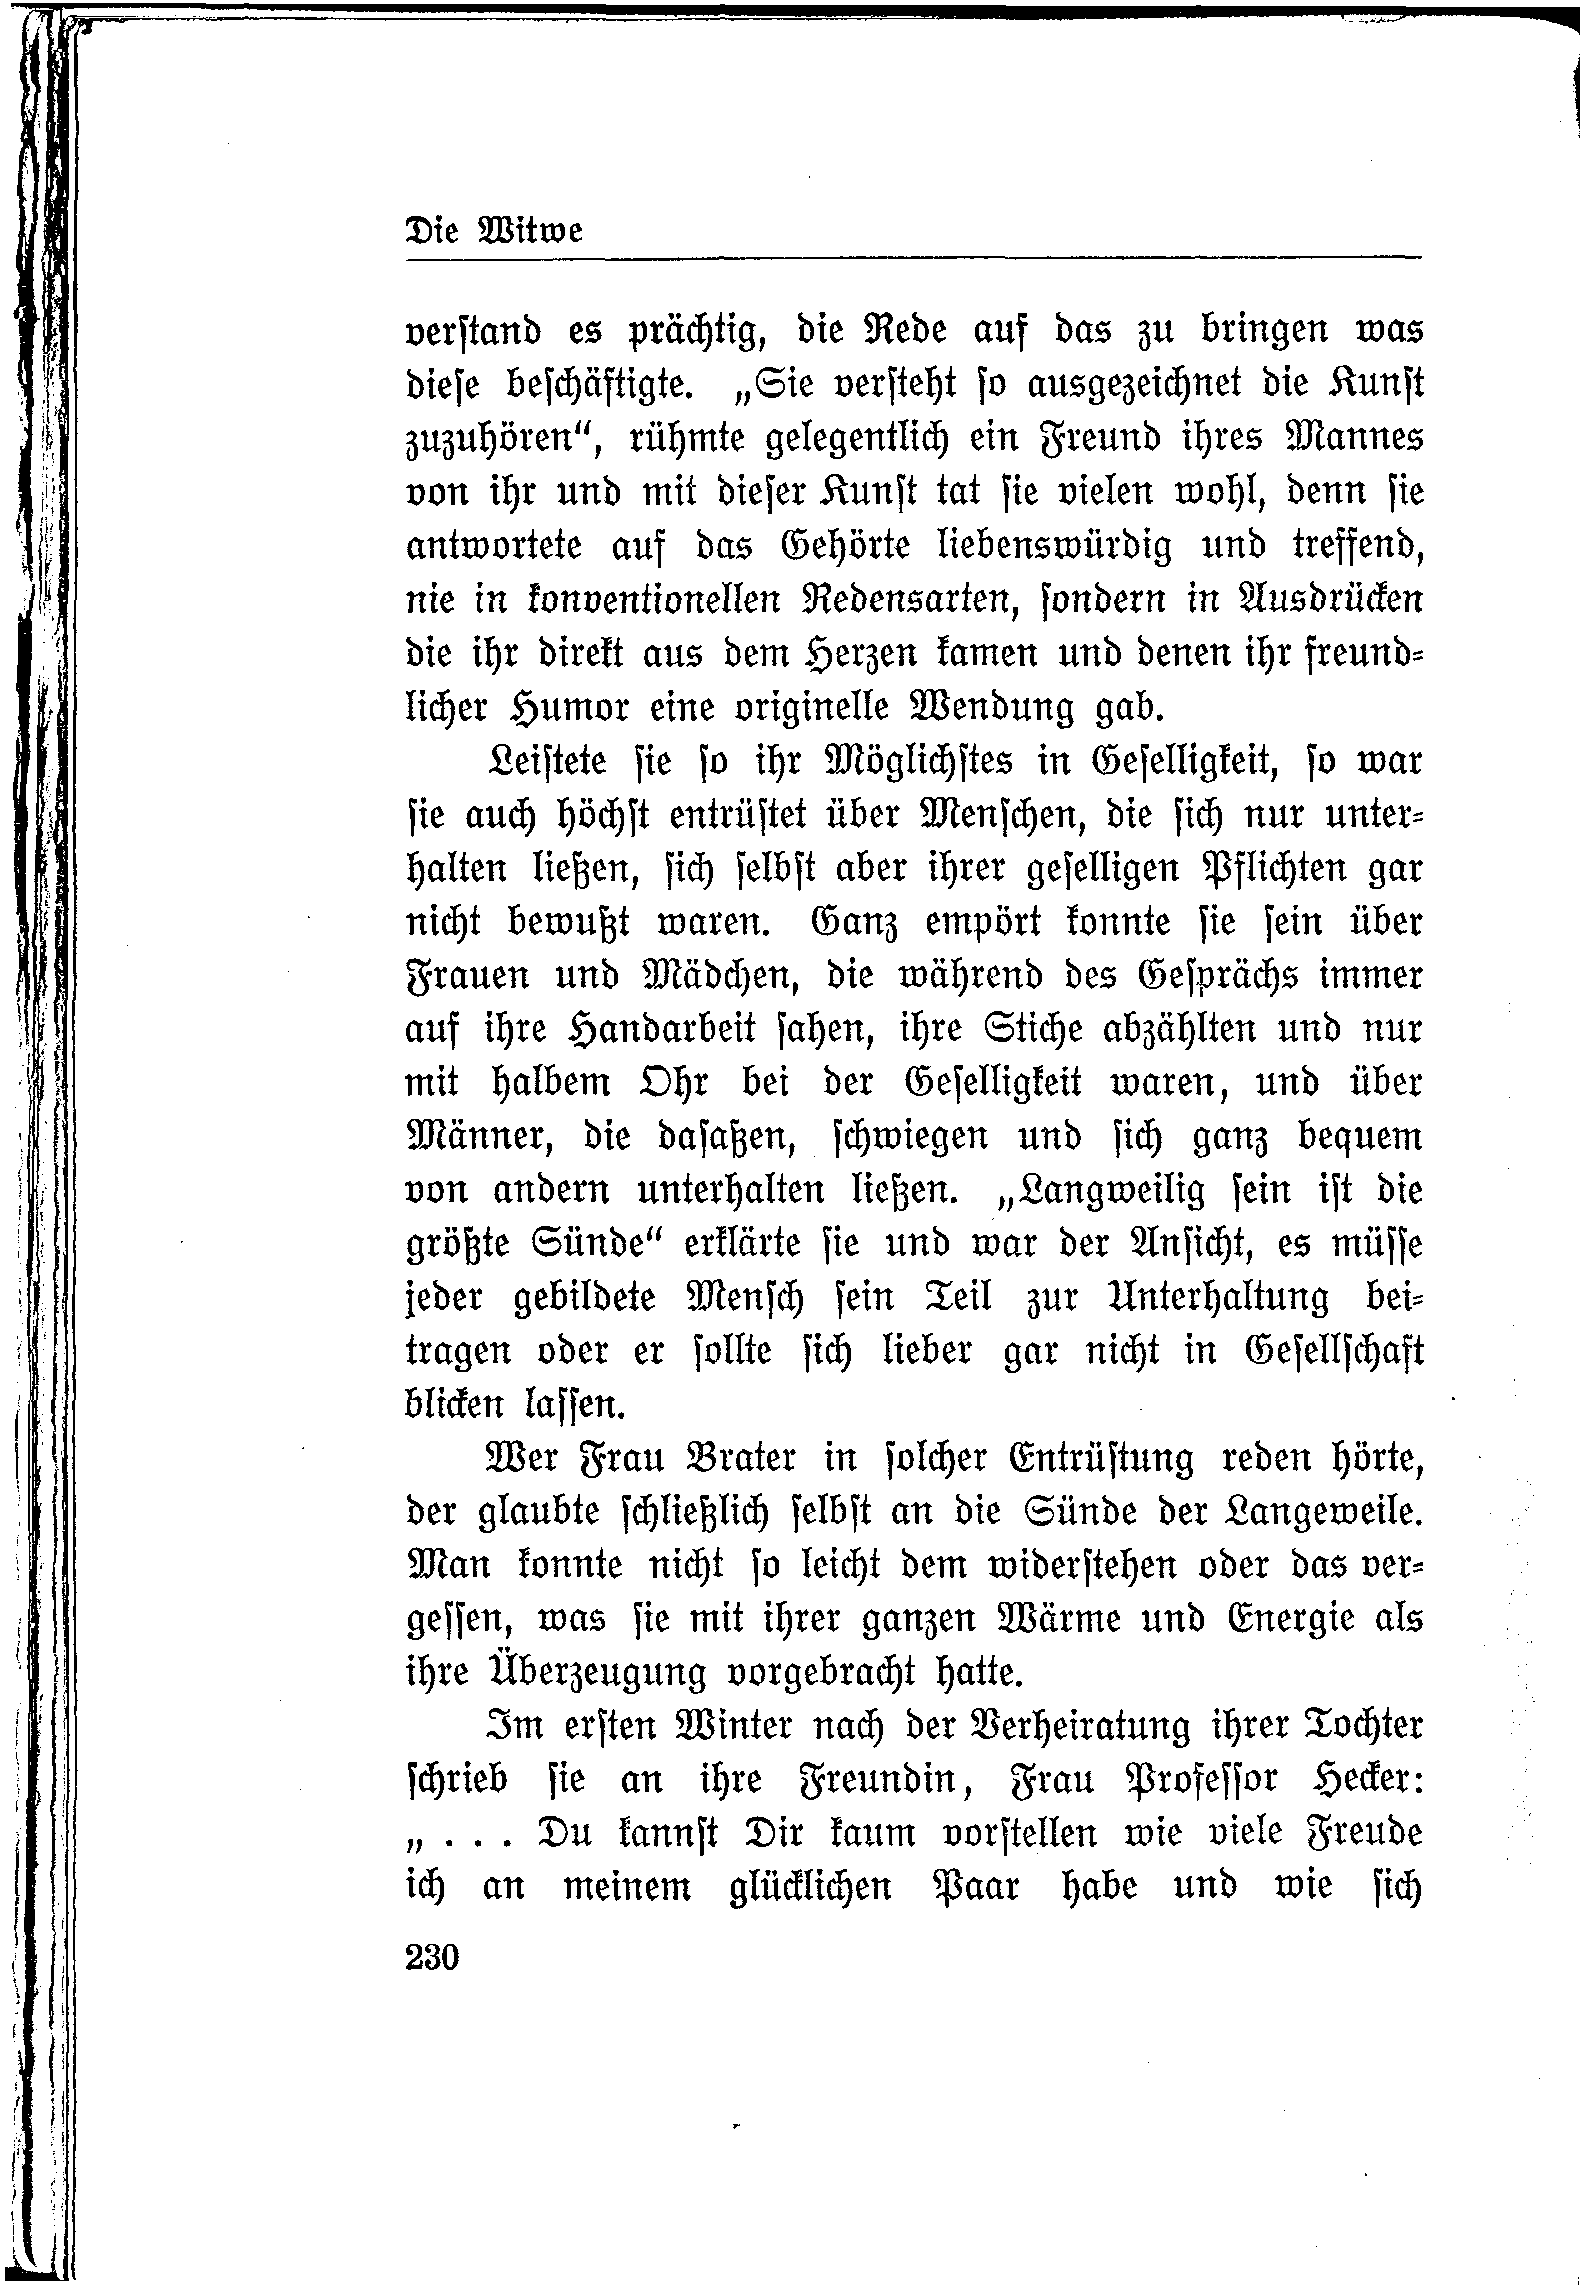 Die Witwe
verstand es prächtig, die Rede auf das zu bringen was
diese beschäftigte. „Sie versteht so ausgezeichnet die Kunst
zuzuhören“, rühmte gelegentlich ein Freund ihres Mannes
von ihr und mit dieser Kunst tat sie vielen wohl, denn sie
antwortete auf das Gehörte liebenswürdig und treffend,
nie in konventionellen Redensarten, sondern in Ausdrücken
die ihr direkt aus dem Herzen kamen und denen ihr freund-
licher Humor eine originelle Wendung gab.
Leistete sie so ihr Möglichstes in Geselligkeit, so war
sie auch höchst entrüstet über Menschen, die sich nur unter-
halten ließen, sich selbst aber ihrer geselligen Pflichten gar
nicht bewußt waren. Ganz empört konnte sie sein über
Frauen und Mädchen, die während des Gesprächs immer
auf ihre Handarbeit sahen, ihre Stiche abzählten und nur
mit halbem Ohr bei der Geselligkeit waren, und über
Männer, die dasaßen, schwiegen und sich ganz bequem
von andern unterhalten ließen. „Langweilig sein ist die
größte Sünde“ erklärte sie und war der Ansicht, es müsse
jeder gebildete Mensch sein Teil zur Unterhaltung bei-
tragen oder er sollte sich lieber gar nicht in Gesellschaft
blicken lassen.
Wer Frau Brater in solcher Entrüstung reden hörte,
der glaubte schließlich selbst an die Sünde der Langeweile.
Man konnte nicht so leicht dem widerstehen oder das ver-
gessen, was sie mit ihrer ganzen Wärme und Energie als
ihre Überzeugung vorgebracht hatte.
Im ersten Winter nach der Verheiratung ihrer Tochter
schrieb sie an ihre Freundin, Frau Professor Hecker:
„ . . . Du kannst Dir kaum vorstellen wie viele Freude
ich an meinem glücklichen Paar habe und wie sich
230